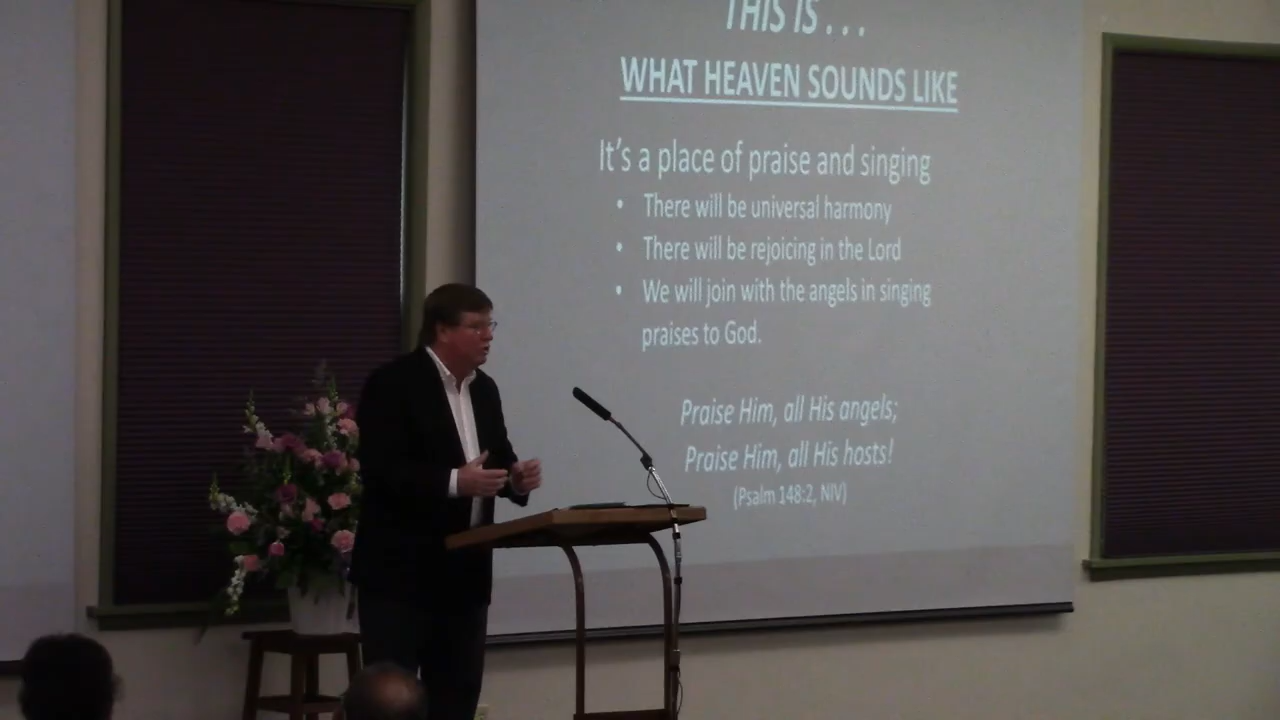 THIS IS . . .
WHAT HEAVEN SOUNDS LIKE
It's a place of praise and singing
• There will be universal harmony
• There will be rejoicing in the Lord
• We will join with the angels in singing
praises to God.
Praise Him, all His angels;
Praise Him, all His hosts!
(Psalm 148:2, NIV)